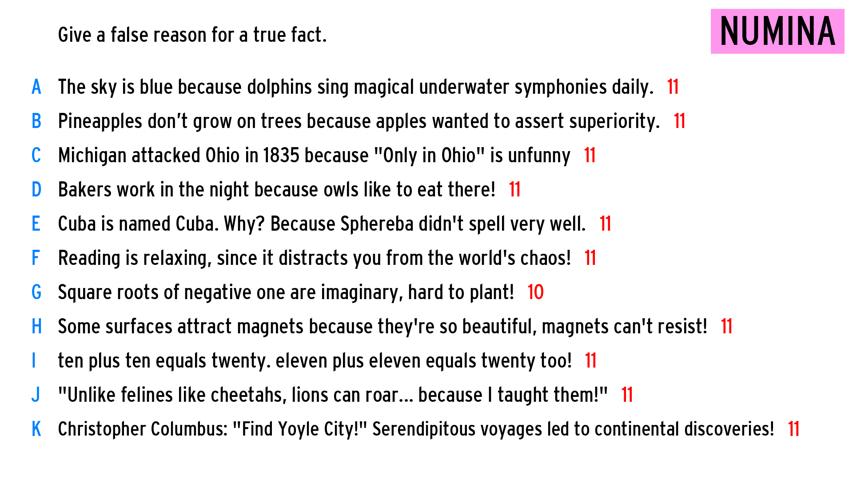 Give a false reason for a true fact.
NUMINA
A The sky is blue because dolphins sing magical underwater symphonies daily. 11
B Pineapples don’t grow on trees because apples wanted to assert superiority. 11
C Michigan attacked Ohio in 1835 because "Only in Ohio" is unfunny 11
D Bakers work in the night because owls like to eat there! 11
E Cuba is named Cuba. Why? Because Sphereba didn't spell very well. 11
F Reading is relaxing, since it distracts you from the world's chaos! 11
G Square roots of negative one are imaginary, hard to plant! 10
H Some surfaces attract magnets because they're so beautiful, magnets can't resist! 11
I ten plus ten equals twenty. eleven plus eleven equals twenty too! 11
J "Unlike felines like cheetahs, lions can roar... because I taught them!" 11
K Christopher Columbus: "Find Yoyle City!" Serendipitous voyages led to continental discoveries! 11